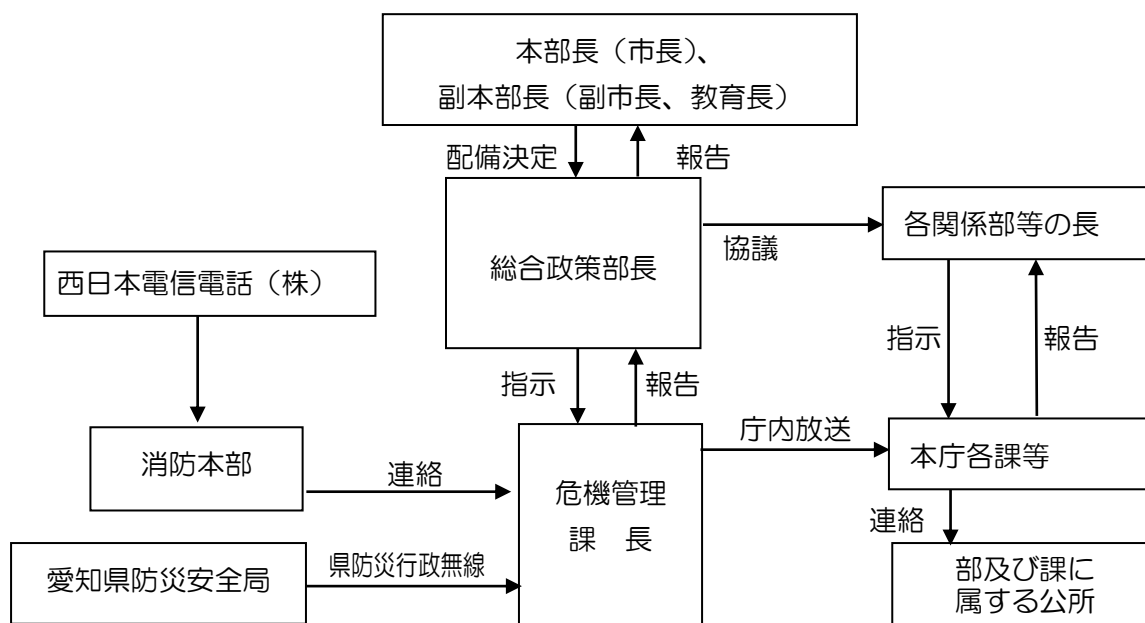 本部長（市長）、
副本部長（副市長、教育長）
配備決定
報告
総合政策部長
協議
各関係部等の長
西日本電信電話（株）
指示
報告
指示
報告
消防本部
連絡
危機管理
課　長
庁内放送
本庁各課等
連絡
愛知県防災安全局
県防災行政無線
部及び課に
属する公所